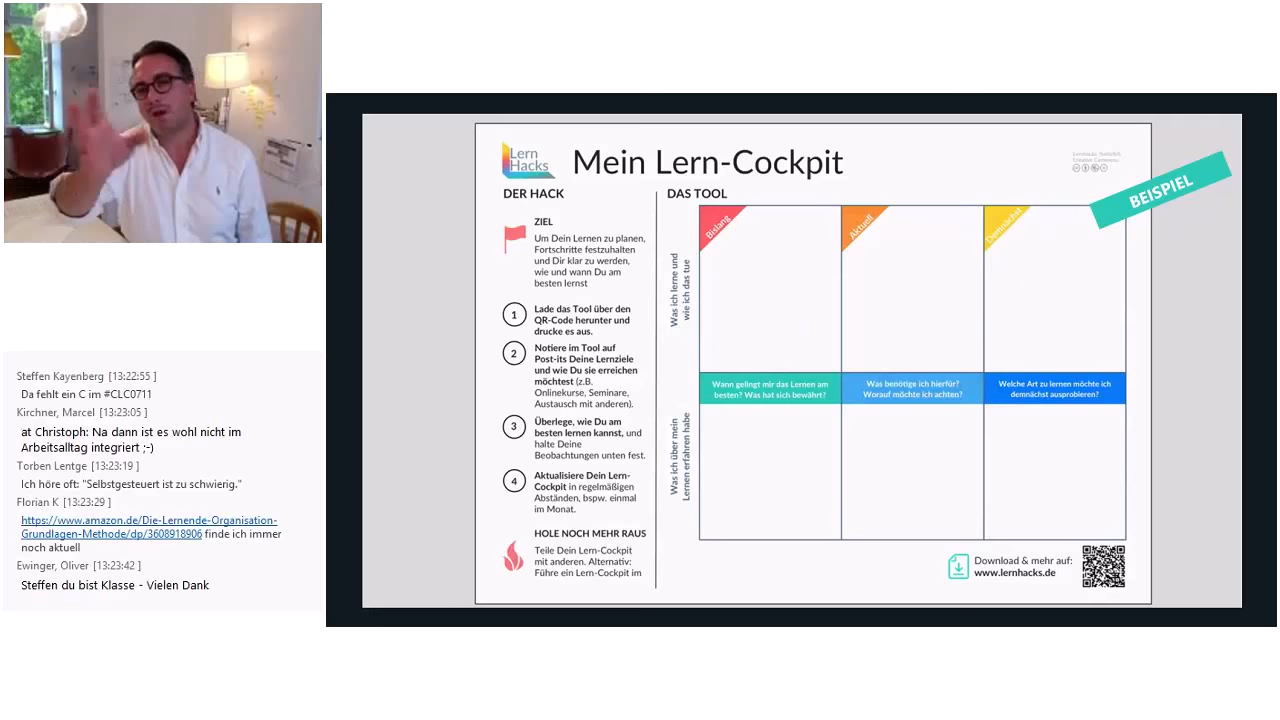 Steffen Kayenberg [13:22:55 ]
Da fehlt ein C im #CLC0711
Kirchner, Marcel [13:23:05 ]
at Christoph: Na dann ist es wohl nicht im
Arbeitsalltag integriert ;-)
Torben Lentge [13:23:19 ]
Ich höre oft: "Selbstgesteuert ist zu schwierig."
Florian K [13:23:29 ]
https://www.amazon.de/Die-Lernende-Organisation-
Grundlagen-Methode/dp/3608918906 finde ich immer
noch aktuell
Ewinger, Oliver [13:23:42 ]
Steffen du bist Klasse - Vielen Dank
Lern
Hacks
Mein Lern-Cockpit
BEISPIEL
DER HACK
ZIEL
Um Dein Lernen zu planen,
Fortschritte festzuhalten
und Dir klar zu werden,
wie und wann Du am
besten lernst
1
Lade das Tool über den
QR-Code herunter und
drucke es aus.
2
Notiere im Tool auf
Post-its Deine Lernziele
und wie Du sie erreichen
möchtest (z.B.
Onlinekurse, Seminare,
Austausch mit anderen).
3
Überlege, wie Du am
besten lernen kannst, und
halte Deine
Beobachtungen unten fest.
4
Aktualisiere Dein Lern-
Cockpit in regelmäßigen
Abständen, bspw. einmal
im Monat.
HOLE NOCH MEHR RAUS
Teile Dein Lern-Cockpit
mit anderen. Alternativ:
Führe ein Lern-Cockpit im
DAS TOOL
Bislang
Aktuell
Demnächst
Was ich lerne und
wie ich das tue
Wann gelingt mir das Lernen am
besten? Was hat sich bewährt?
Was benötige ich hierfür?
Worauf möchte ich achten?
Welche Art zu lernen möchte ich
demnächst ausprobieren?
Was ich über mein
Lernen erfahren habe
Download & mehr auf:
www.lernhacks.de